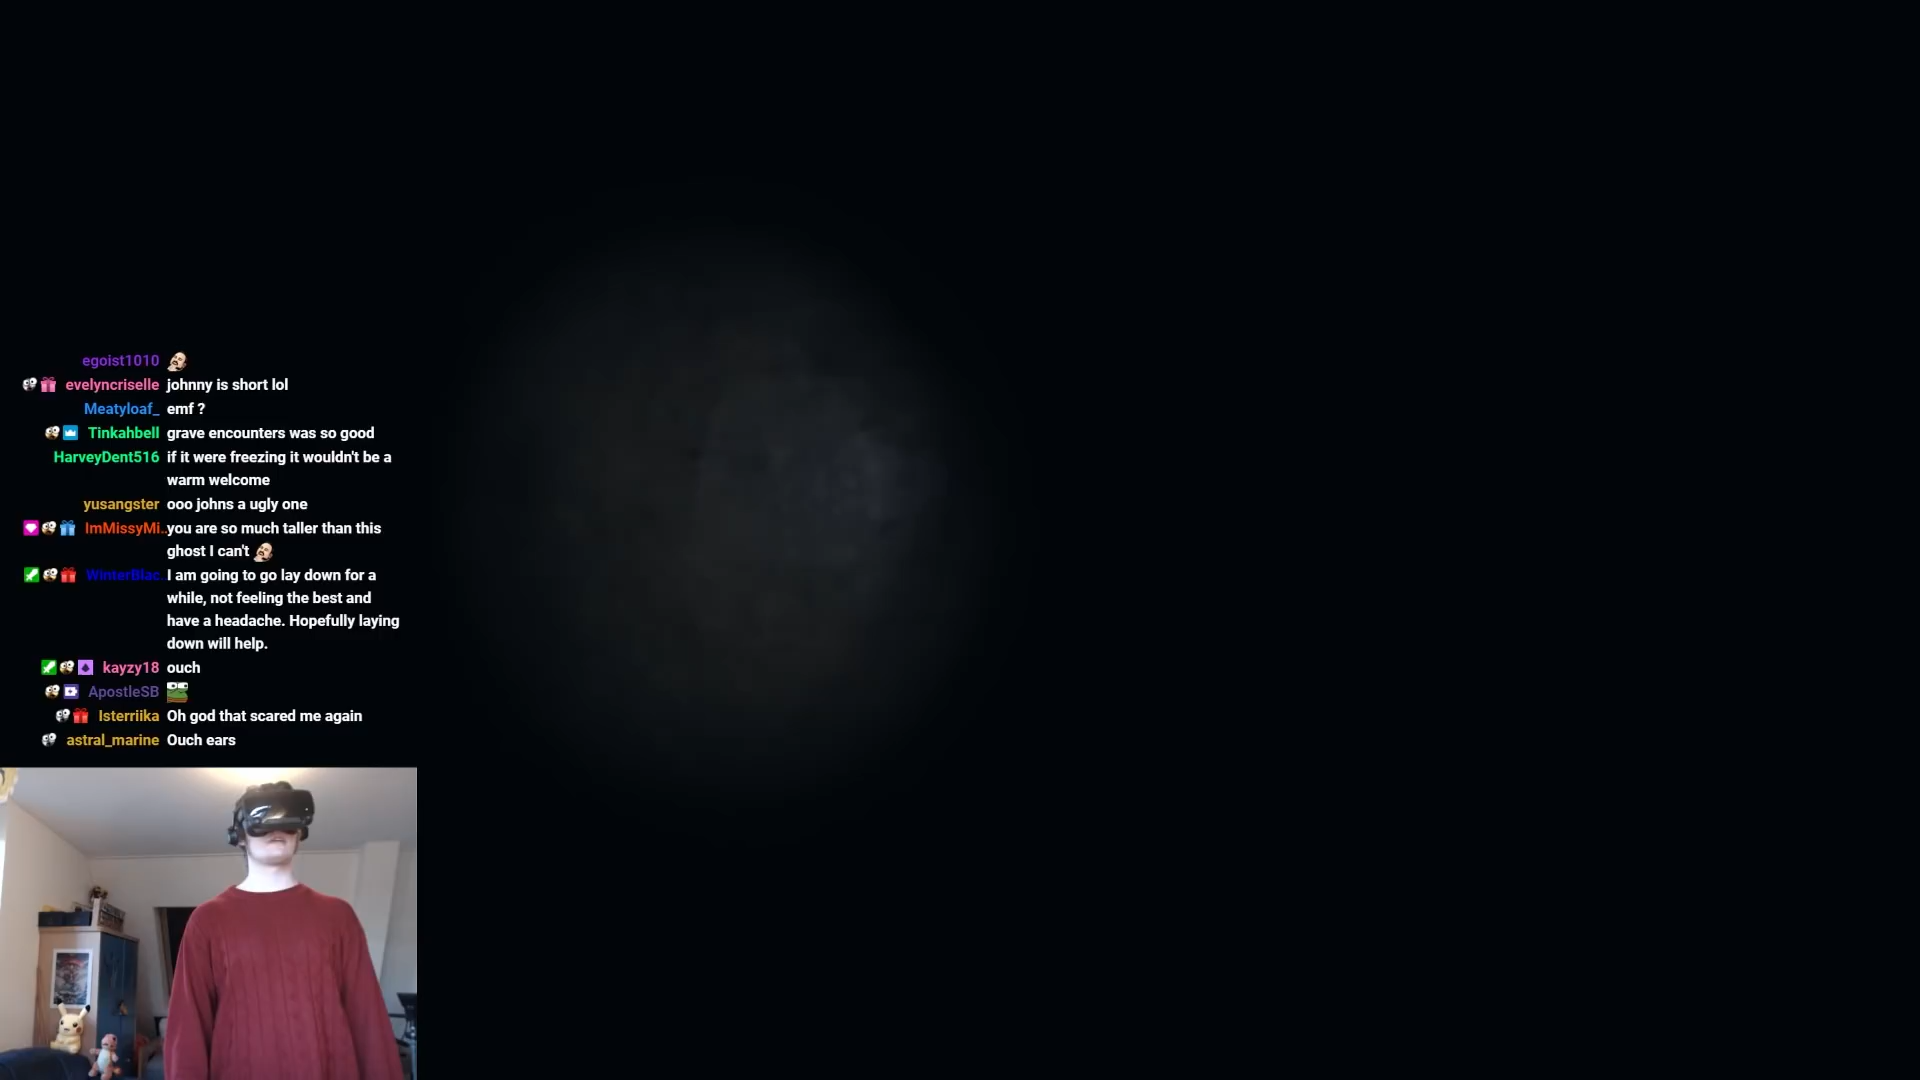 egoist1010
evelyncriselle johnny is short lol
Meatyloaf_ emf ?
Tinkahbell grave encounters was so good
HarveyDent516 if it were freezing it wouldn't be a
warm welcome
yusangster ooo johns a ugly one
ImMissyMi.. you are so much taller than this
ghost I can't
WinterBlac.. I am going to go lay down for a
while, not feeling the best and
have a headache. Hopefully laying
down will help.
kayzy18 ouch
ApostleSB
Isterriika Oh god that scared me again
astral_marine Ouch ears